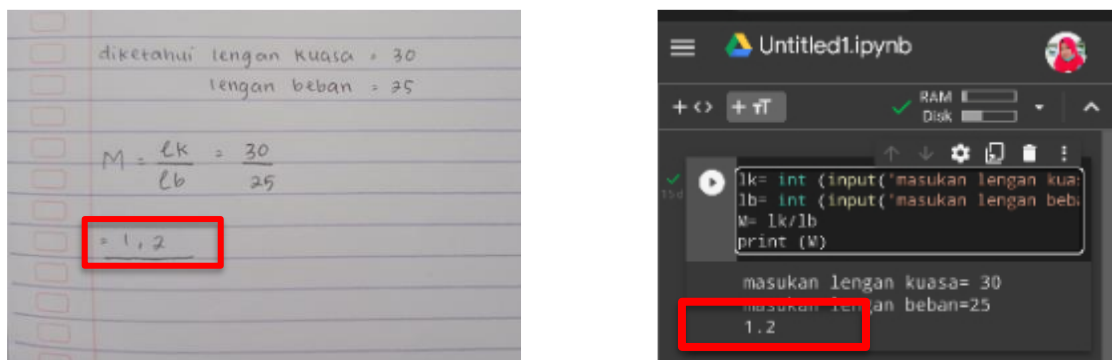 diketahui lengan kuasa = 30
lengan beban = 25
M = lk = 30
lb 25
= 1,2
Untitled1.ipynb
RAM
Disk
lk= int (input('masukan lengan kuas
lb= int (input('masukan lengan beba
M= lk/lb
print (M)
masukan lengan kuasa= 30
masukan lengan beban=25
1.2